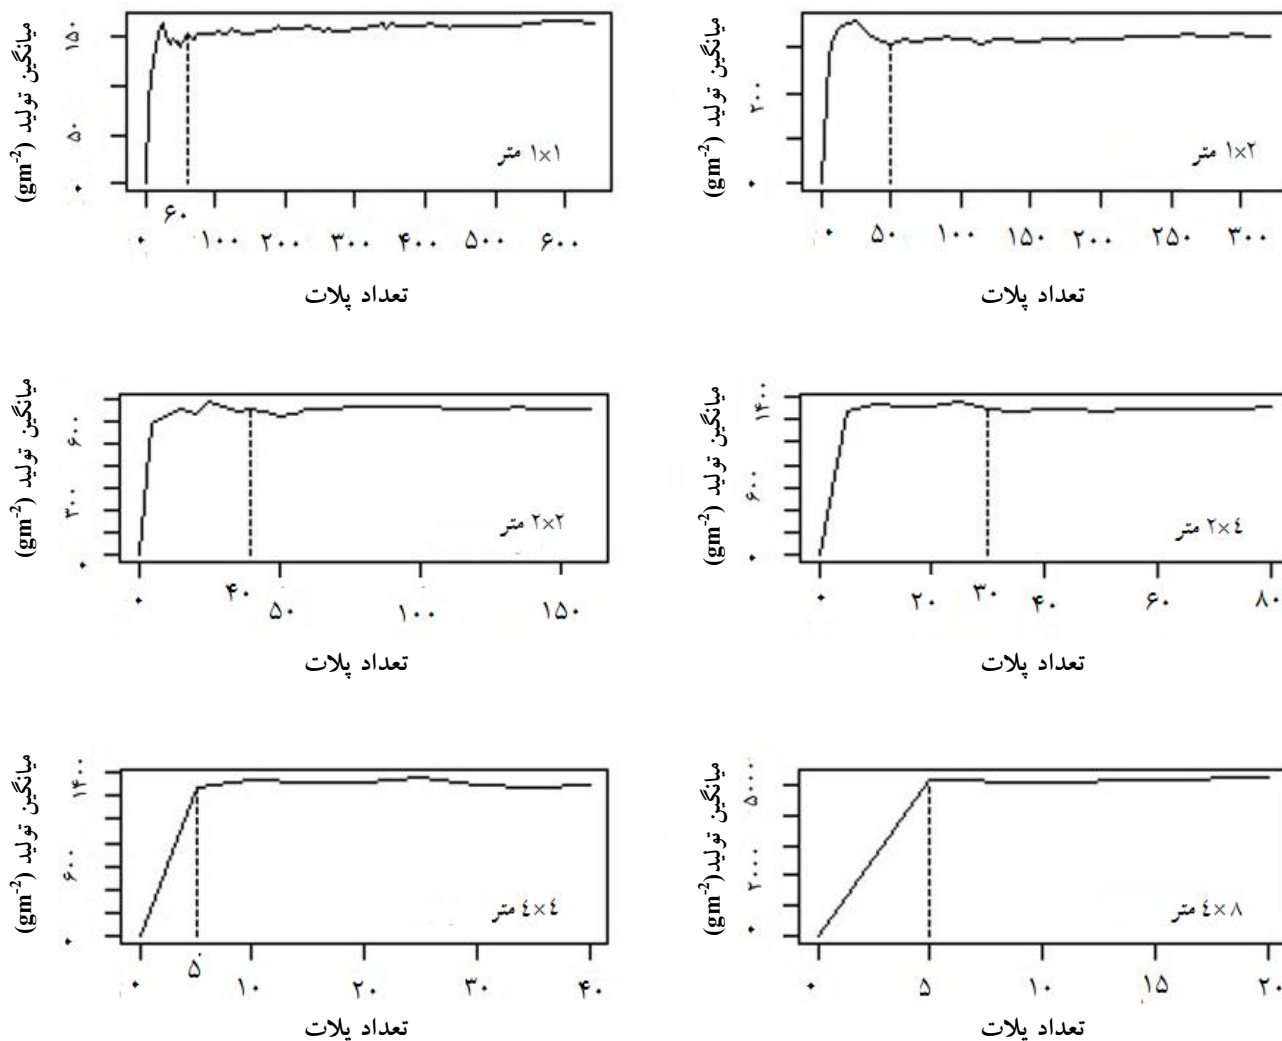 میانگین تولید (gm-2)
۱۵۰
۵۰
۰
۱×۱ متر
۶۰
۰ ۱۰۰ ۲۰۰ ۳۰۰ ۴۰۰ ۵۰۰ ۶۰۰
تعداد پلات
میانگین تولید (gm-2)
۲۰۰
۰
۱×۲ متر
۰ ۵۰ ۱۰۰ ۱۵۰ ۲۰۰ ۲۵۰ ۳۰۰
تعداد پلات
میانگین تولید (gm-2)
۶۰۰
۳۰۰
۰
۲×۲ متر
۰ ۴۰ ۵۰ ۱۰۰ ۱۵۰
تعداد پلات
میانگین تولید (gm-2)
۱۴۰۰
۶۰۰
۰
۲×٤ متر
۰ ۲۰ ۳۰ ۴۰ ۶۰ ۸۰
تعداد پلات
میانگین تولید (gm-2)
۱۴۰۰
۶۰۰
۰
٤×٤ متر
۰ ۵ ۱۰ ۲۰ ۳۰ ۴۰
تعداد پلات
میانگین تولید (gm-2)
۵۰۰۰
۲۰۰۰
۰
٤×۸ متر
۰ ۵ ۱۰ ۱۵ ۲۰
تعداد پلات